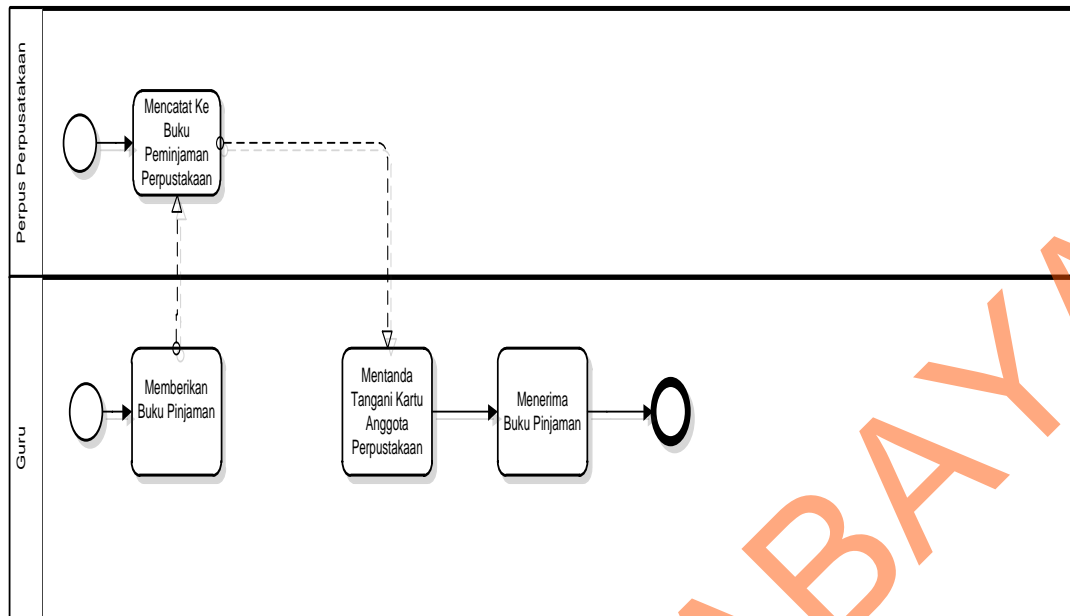 Perpus Perpusatakaan
Mencatat Ke
Buku
Peminjaman
Perpustakaan
Guru
Memberikan
Buku Pinjaman
Mentanda
Tangani Kartu
Anggota
Perpustakaan
Menerima
Buku Pinjaman
ABAYA